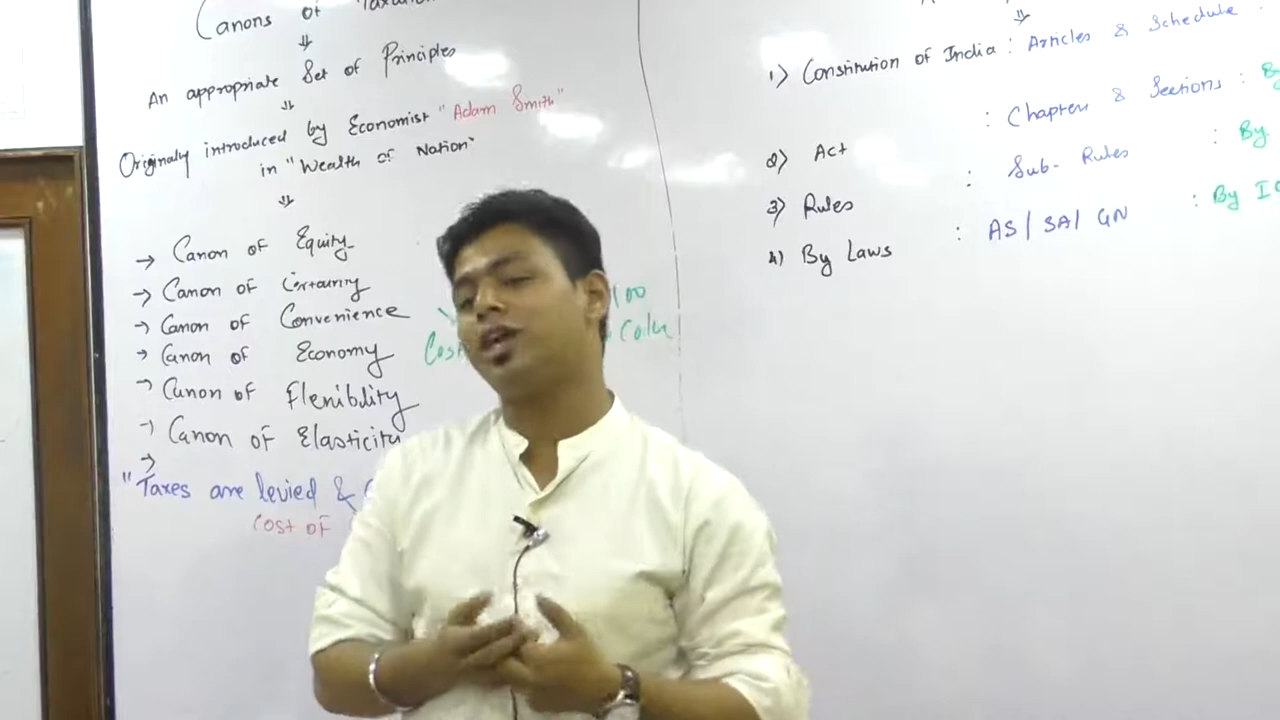 Canons of Taxation
⇓
An appropriate Set of Principles
⇓
Originally introduced by Economist "Adam Smith"
in "Wealth of Nation"
⇓
→ Canon of Equity
→ Canon of Certainty
→ Canon of Convenience
→ Canon of Economy
→ Canon of Flexibility
→ Canon of Elasticity
→
"Taxes are levied &
Cost of
100
Cost
⇓
1) Constitution of India : Articles & Schedule
2) Act : Chapters & Sections :
3) Rules : Sub-Rules : By
4) By Laws : AS/SA/GN : By